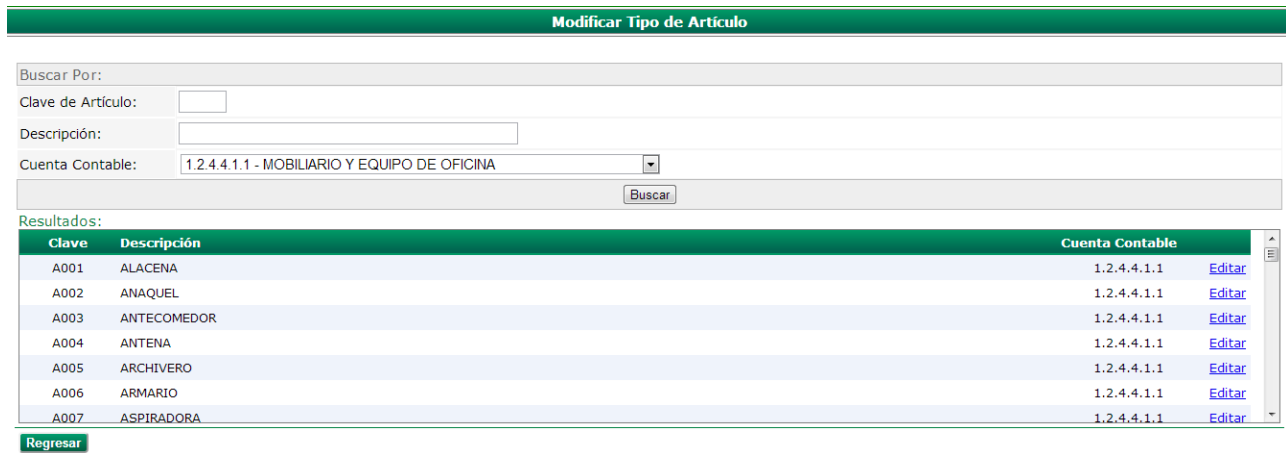 Modificar Tipo de Artículo
Buscar Por:
Clave de Artículo:
Descripción:
Cuenta Contable: 1.2.4.4.1.1 - MOBILIARIO Y EQUIPO DE OFICINA
Buscar
Resultados:
Clave Descripción Cuenta Contable
A001 ALACENA 1.2.4.4.1.1 Editar
A002 ANAQUEL 1.2.4.4.1.1 Editar
A003 ANTECOMEDOR 1.2.4.4.1.1 Editar
A004 ANTENA 1.2.4.4.1.1 Editar
A005 ARCHIVERO 1.2.4.4.1.1 Editar
A006 ARMARIO 1.2.4.4.1.1 Editar
A007 ASPIRADORA 1.2.4.4.1.1 Editar
Regresar